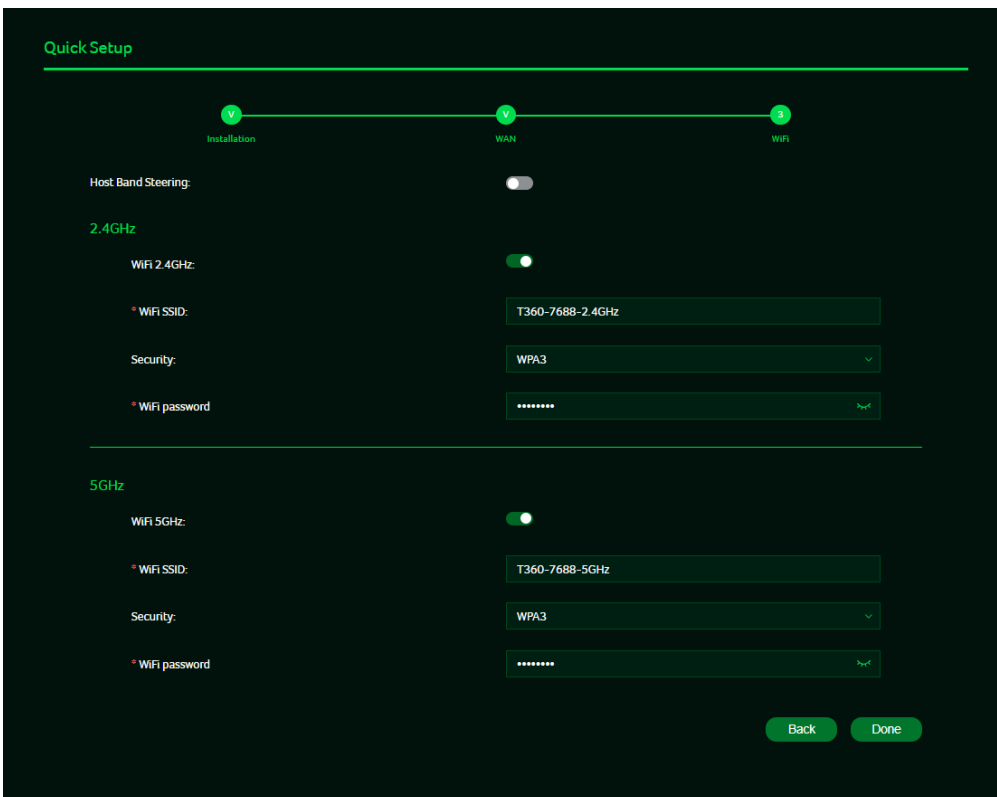 Quick Setup
V V 3
Installation WAN WiFi
Host Band Steering:
2.4GHz
WiFi 2.4GHz:
* WiFi SSID: T360-7688-2.4GHz
Security: WPA3
* WiFi password ••••••••
5GHz
WiFi 5GHz:
* WiFi SSID: T360-7688-5GHz
Security: WPA3
* WiFi password ••••••••
Back Done